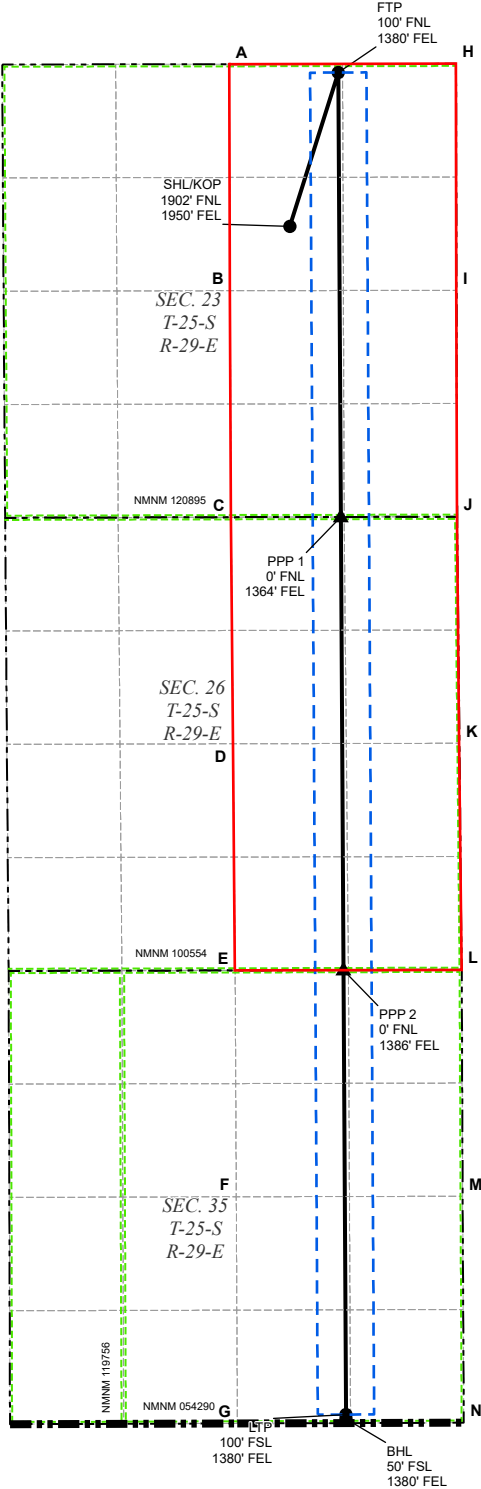 FTP
100' FNL
1380' FEL
A
H
SHL/KOP
1902' FNL
1950' FEL
B
I
SEC. 23
T-25-S
R-29-E
NMNM 120895
C
J
PPP 1
0' FNL
1364' FEL
SEC. 26
T-25-S
R-29-E
K
D
NMNM 100554
E
L
PPP 2
0' FNL
1386' FEL
F
M
SEC. 35
T-25-S
R-29-E
NMNM 119756
NMNM 054290
G
N
LTP
100' FSL
1380' FEL
BHL
50' FSL
1380' FEL